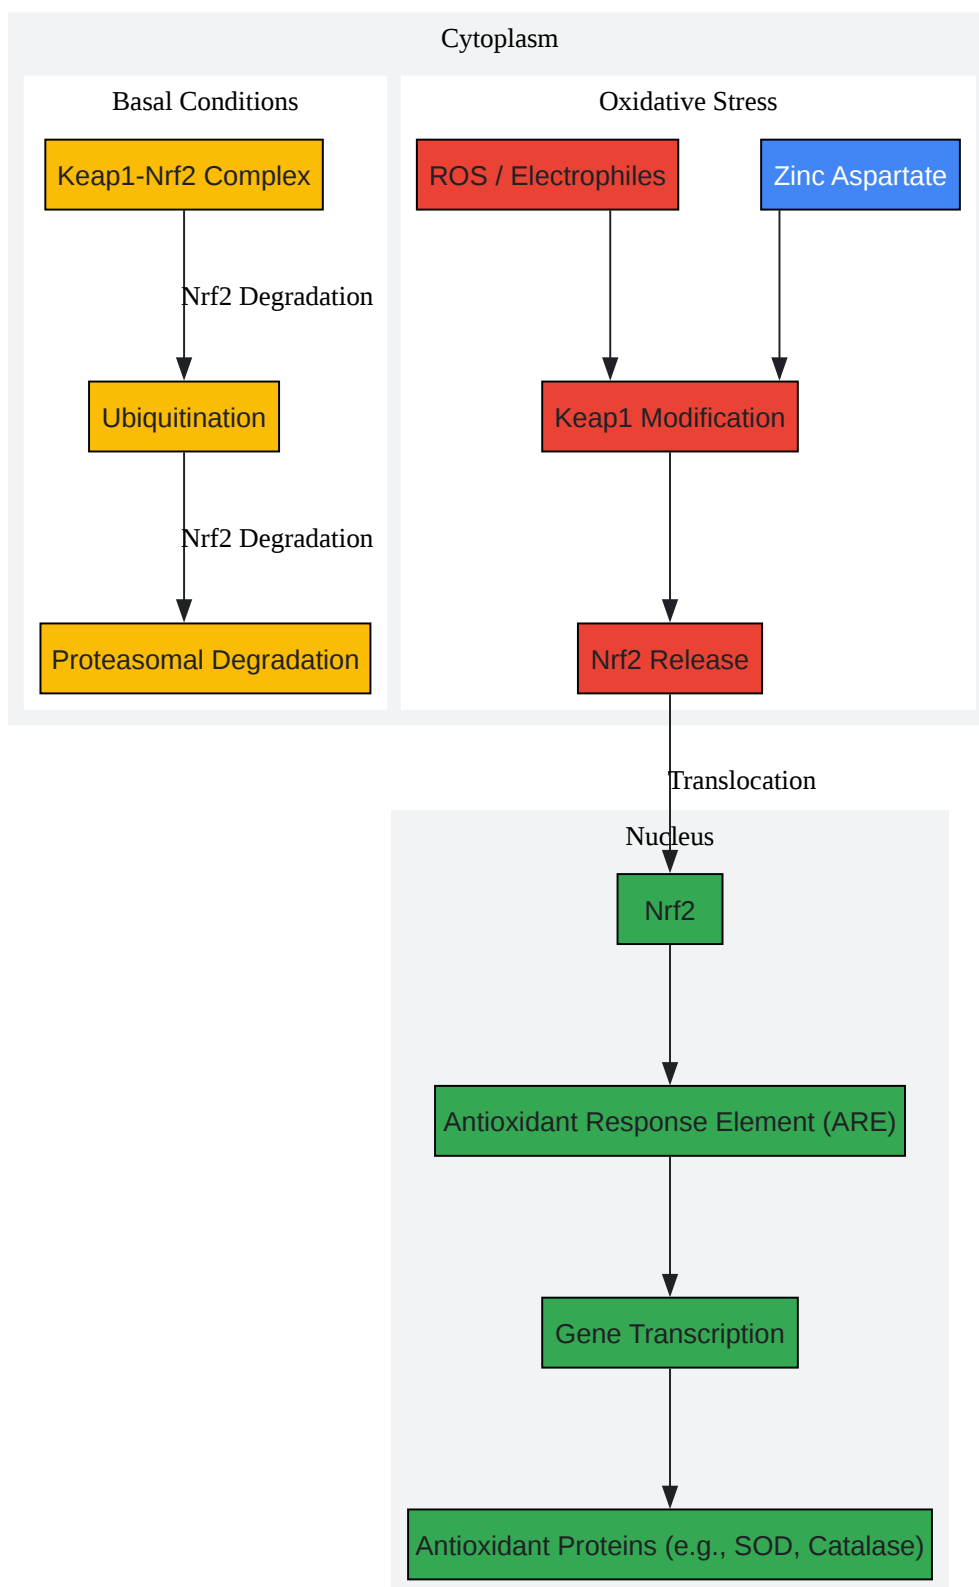 Cytoplasm
Basal Conditions
Keap1-Nrf2 Complex
Nrf2 Degradation
Ubiquitination
Nrf2 Degradation
Proteasomal Degradation
Oxidative Stress
ROS / Electrophiles
Zinc Aspartate
Keap1 Modification
Nrf2 Release
Translocation
Nucleus
Nrf2
Antioxidant Response Element (ARE)
Gene Transcription
Antioxidant Proteins (e.g., SOD, Catalase)